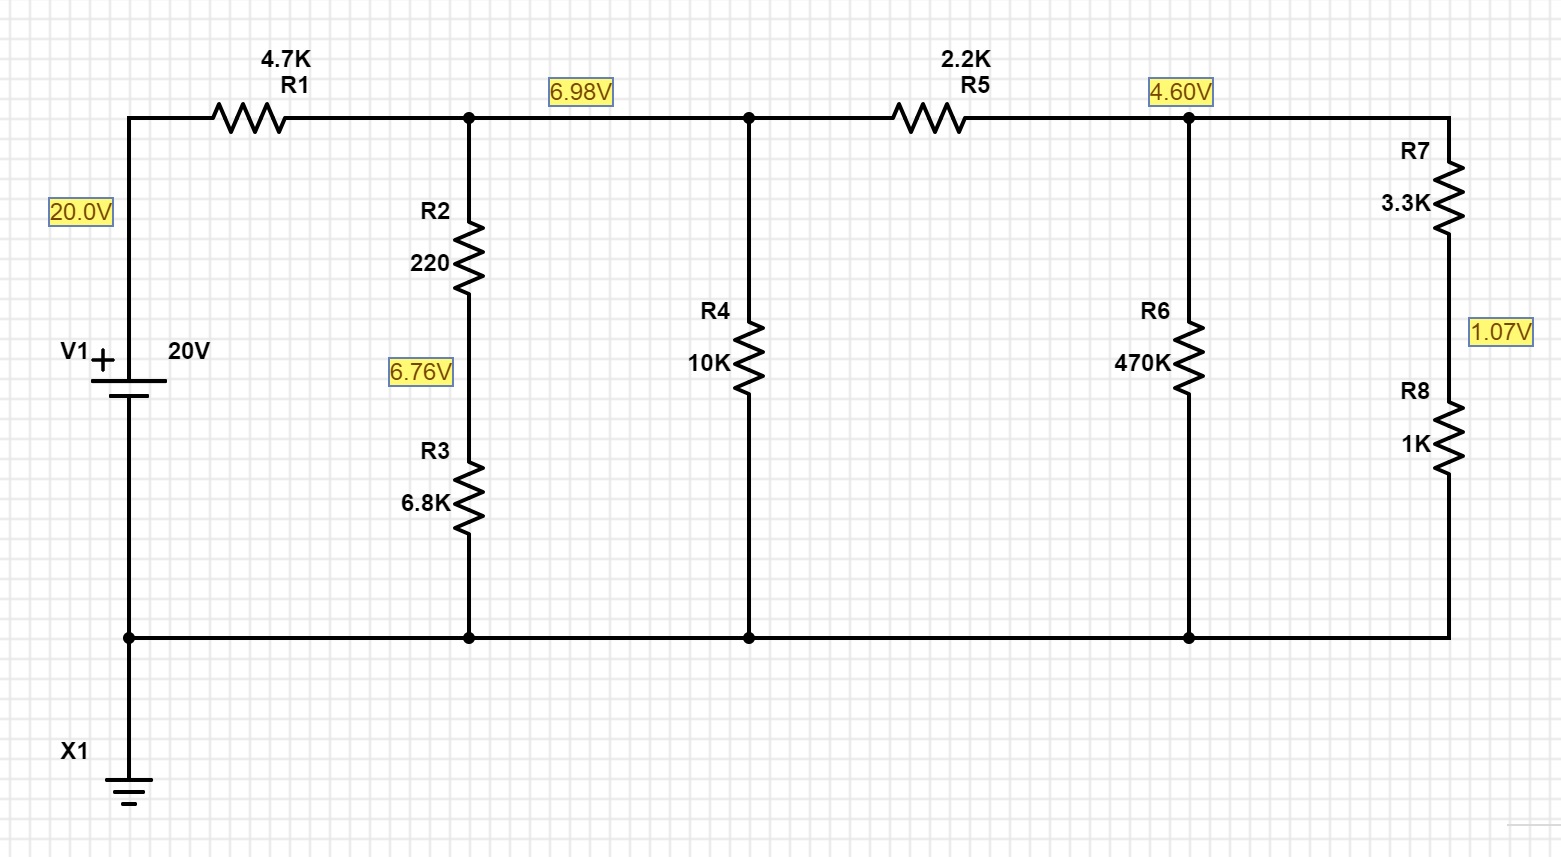 4.7K
R1
2.2K
R5
6.98V
4.60V
R7
3.3K
20.0V
R2
220
R4
10K
R6
470K
1.07V
V1
+
20V
6.76V
R8
1K
R3
6.8K
X1